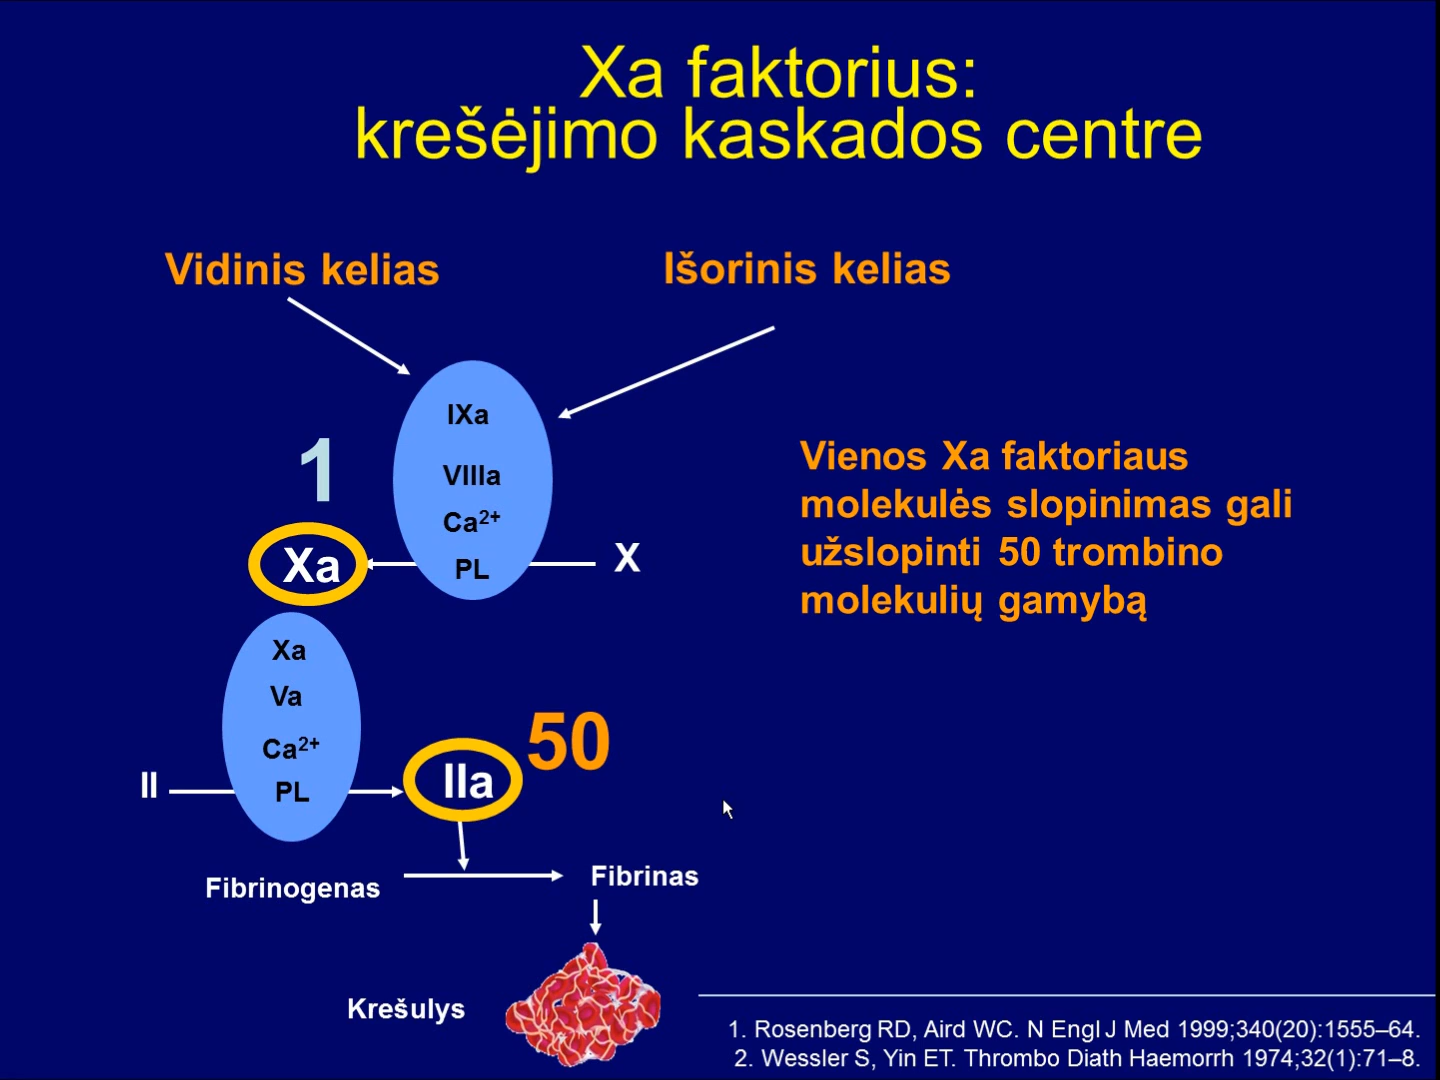 Xa faktorius:
krešėjimo kaskados centre
Vidinis kelias
Išorinis kelias
IXa
VIIIa
Ca2+
PL
1
Xa
X
Vienos Xa faktoriaus
molekulės slopinimas gali
užslopinti 50 trombino
molekulių gamybą
Xa
Va
Ca2+
PL
II
IIa
50
Fibrinogenas
Fibrinas
Krešulys
1. Rosenberg RD, Aird WC. N Engl J Med 1999;340(20):1555–64.
2. Wessler S, Yin ET. Thrombo Diath Haemorrh 1974;32(1):71–8.